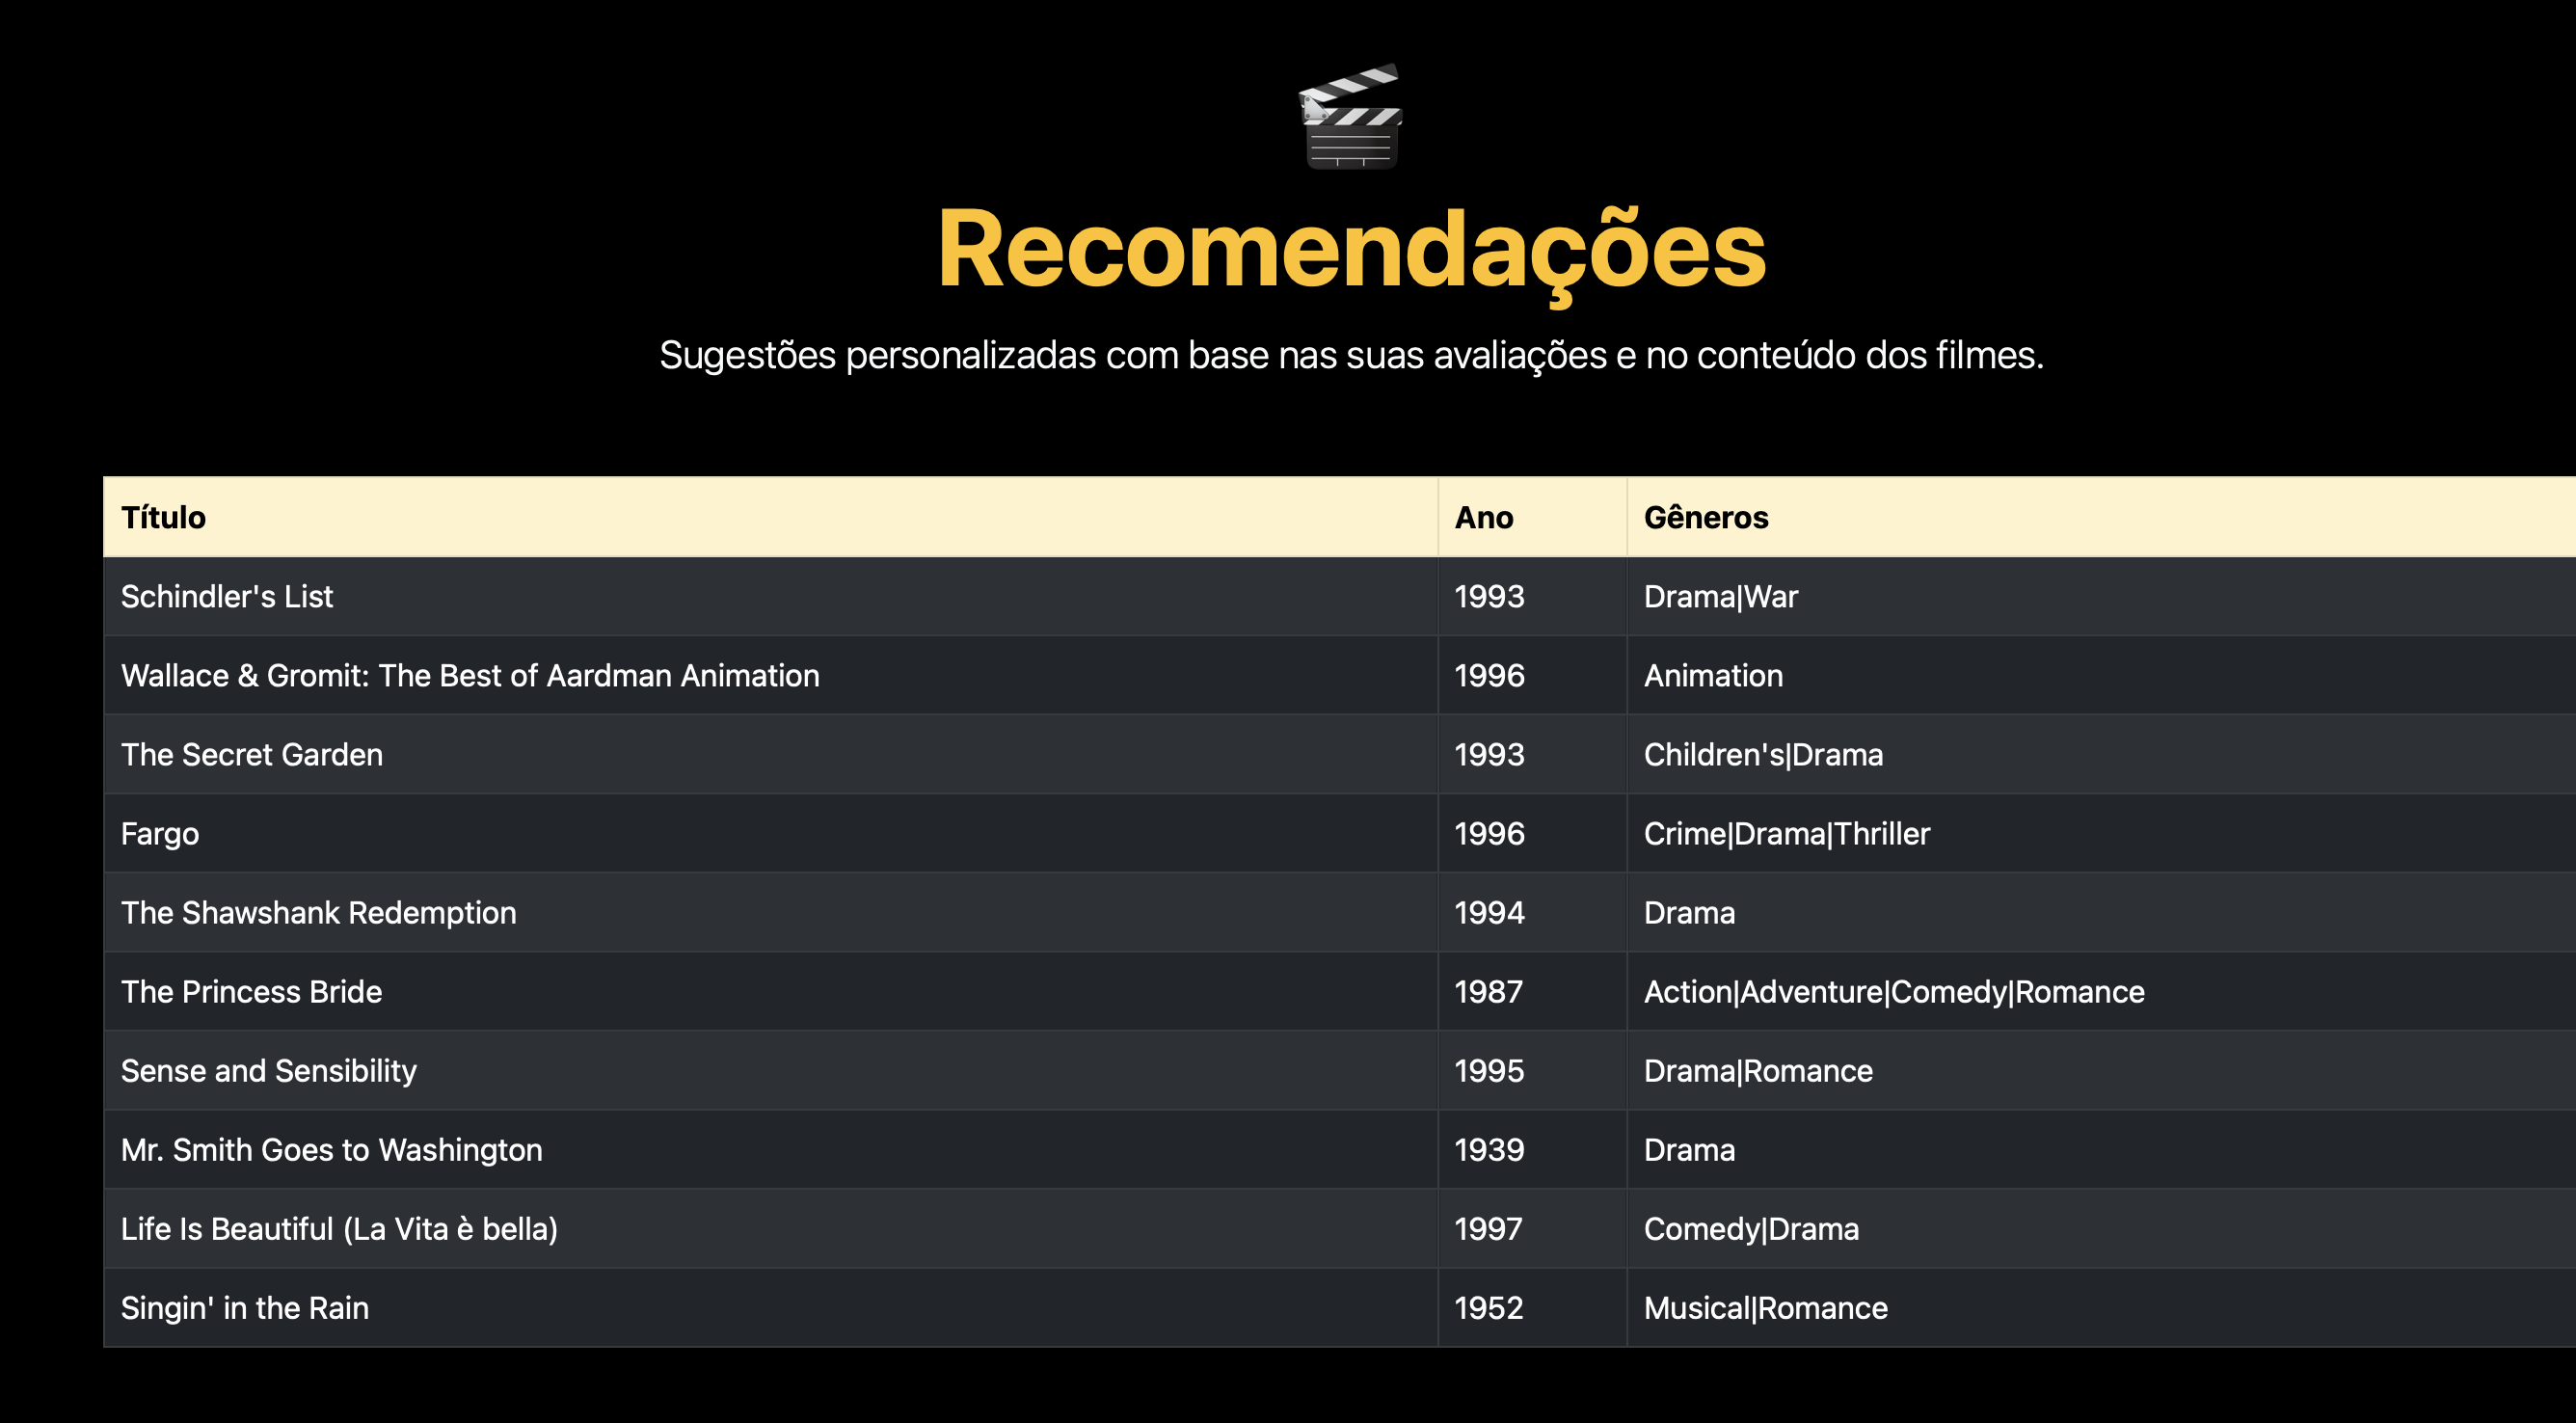 Recomendações
Sugestões personalizadas com base nas suas avaliações e no conteúdo dos filmes.
Título Ano Gêneros
Schindler's List 1993 Drama|War
Wallace & Gromit: The Best of Aardman Animation 1996 Animation
The Secret Garden 1993 Children's|Drama
Fargo 1996 Crime|Drama|Thriller
The Shawshank Redemption 1994 Drama
The Princess Bride 1987 Action|Adventure|Comedy|Romance
Sense and Sensibility 1995 Drama|Romance
Mr. Smith Goes to Washington 1939 Drama
Life Is Beautiful (La Vita è bella) 1997 Comedy|Drama
Singin' in the Rain 1952 Musical|Romance